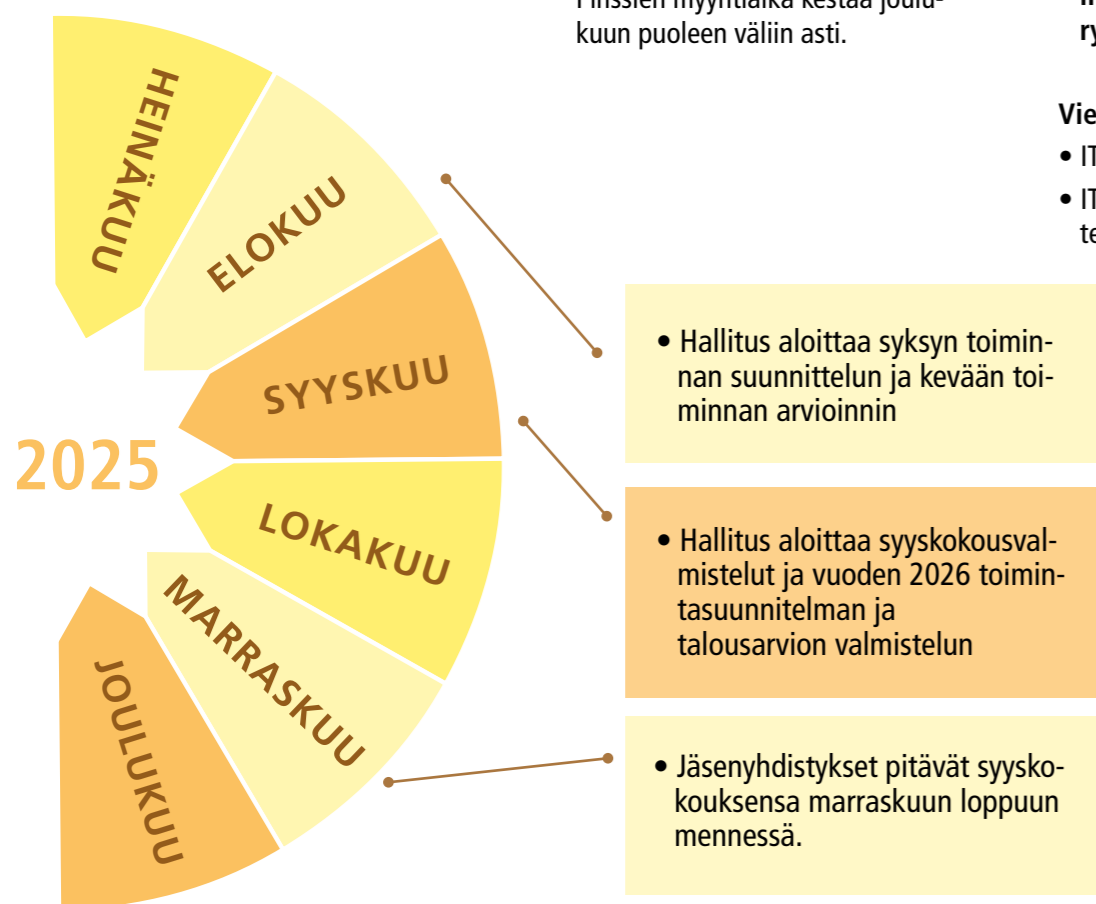 kuun puoleen väliin asti.
HEINÄKUU
ELOKUU
SYYSKUU
LOKAKUU
MARRASKUU
JOULUKUU
2025
• Hallitus aloittaa syksyn toimin-
nan suunnittelun ja kevään toi-
minnan arvioinnin
• Hallitus aloittaa syyskokousval-
mistelut ja vuoden 2026 toimin-
tasuunnitelman ja
talousarvion valmistelun
• Jäsenyhdistykset pitävät syysko-
kouksensa marraskuun loppuun
mennessä.